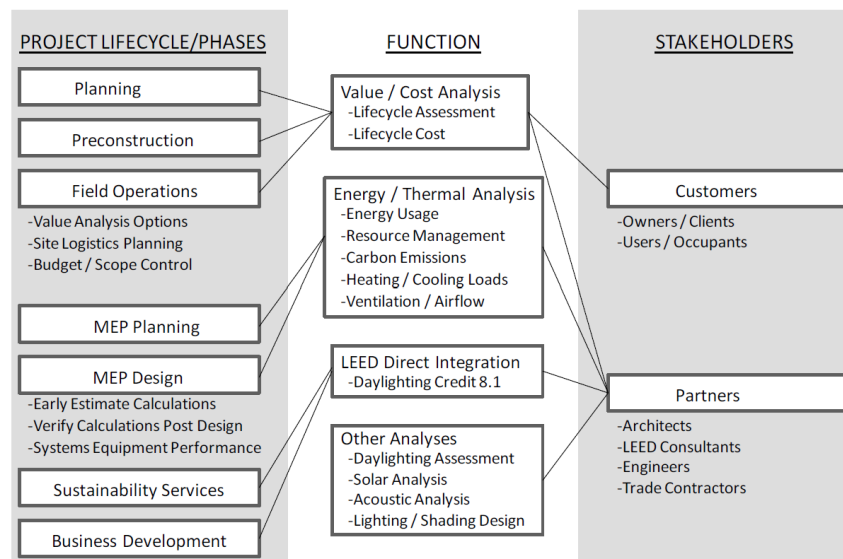 PROJECT LIFECYCLE/PHASES
Planning
Preconstruction
Field Operations
-Value Analysis Options
-Site Logistics Planning
-Budget / Scope Control
MEP Planning
MEP Design
-Early Estimate Calculations
-Verify Calculations Post Design
-Systems Equipment Performance
Sustainability Services
Business Development
FUNCTION
Value / Cost Analysis
-Lifecycle Assessment
-Lifecycle Cost
Energy / Thermal Analysis
-Energy Usage
-Resource Management
-Carbon Emissions
-Heating / Cooling Loads
-Ventilation / Airflow
LEED Direct Integration
-Daylighting Credit 8.1
Other Analyses
-Daylighting Assessment
-Solar Analysis
-Acoustic Analysis
-Lighting / Shading Design
STAKEHOLDERS
Customers
-Owners / Clients
-Users / Occupants
Partners
-Architects
-LEED Consultants
-Engineers
-Trade Contractors